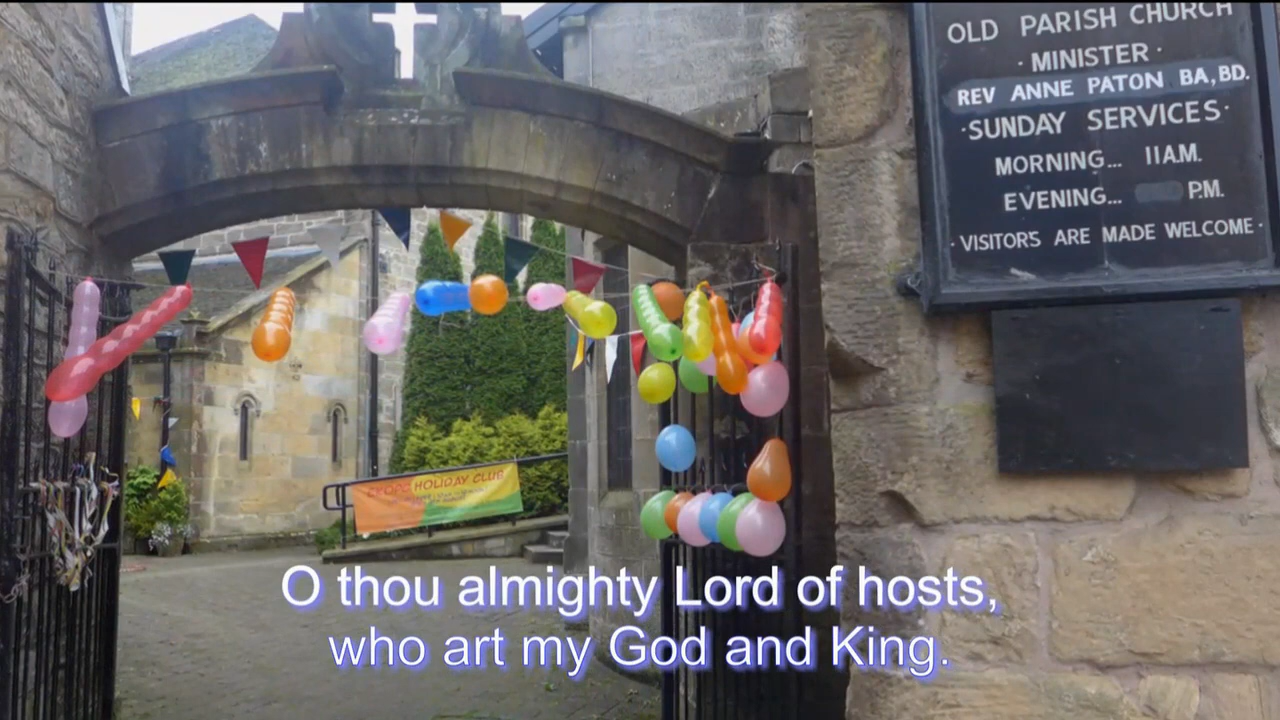 OLD PARISH CHURCH
· MINISTER ·
REV ANNE PATON BA, BD.
·SUNDAY SERVICES·
MORNING... 11 A.M.
EVENING... P.M.
· VISITORS ARE MADE WELCOME ·
HOLIDAY CLUB
O thou almighty Lord of hosts,
who art my God and King.